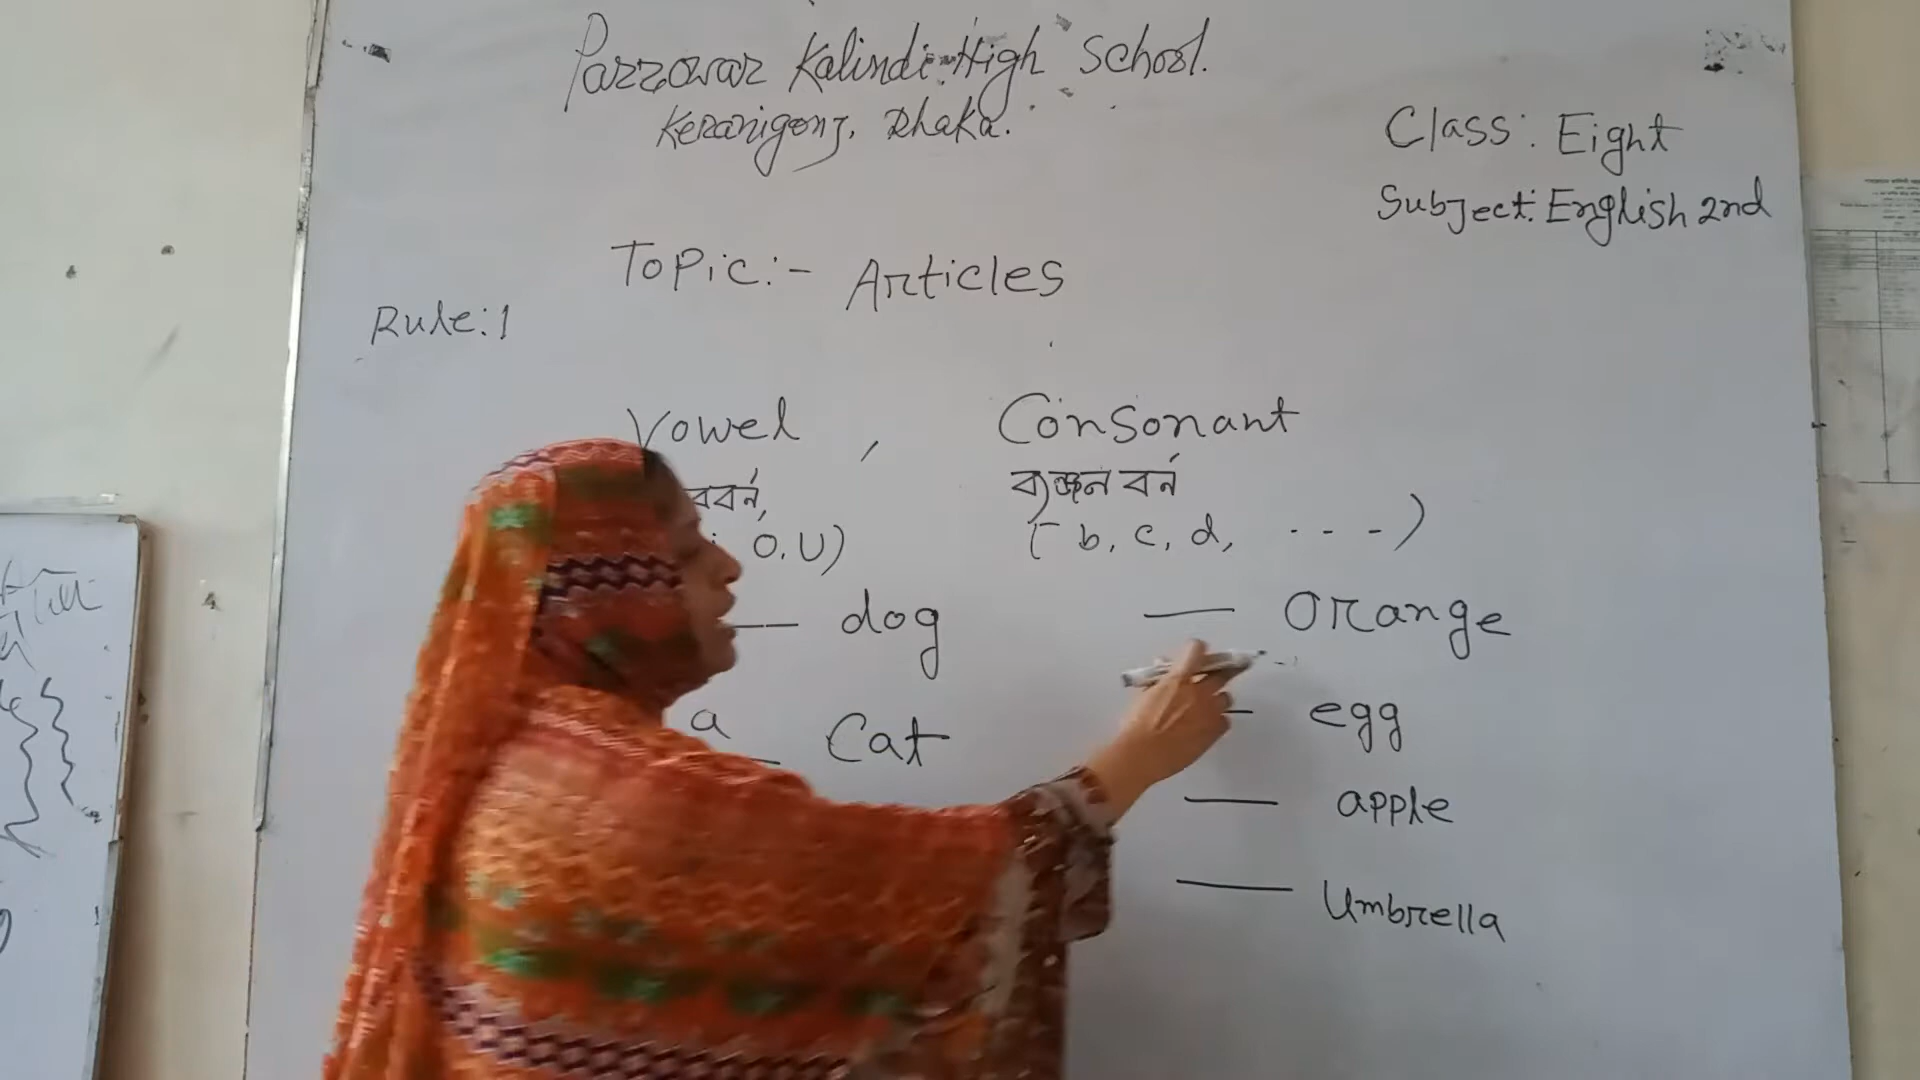 Parzowar Kalindi High School.
Keranigonj. Dhaka.
Class: Eight
Subject: English 2nd
Topic:- Articles
Rule: 1
Vowel , Consonant
বর্ন, ব্যঞ্জন বর্ন
O, U) ( b, c, d, - - - )
— dog — Orange
a Cat — egg
— apple
— Umbrella